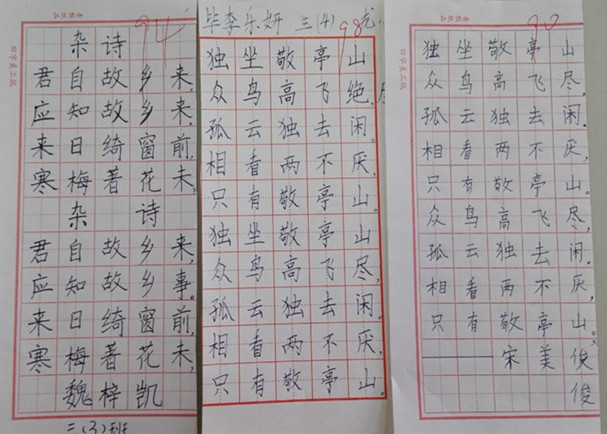 94
杂诗
君自故乡来,
应知故乡来,
来日绮窗前,
寒梅著花未,
杂诗
君自故乡来,
应知故乡事。
来日绮窗前,
寒梅著花未,
魏梓凯
三(3)班
毕李乐妍 三(4) 98
独坐敬亭山
众鸟高飞绝,尽
孤云独去闲。
相看两不厌,
只有敬亭山。
独坐敬亭山
众鸟高飞尽,
孤云独去闲。
相看两不厌,
只有敬亭山。
90
独坐敬亭山
众鸟高飞尽,
孤云独去闲。
相看两不厌,
只有敬亭山。
众鸟高飞尽,
孤云独去闲.
相看两不厌,
只有敬亭山。
宋美俊
俊